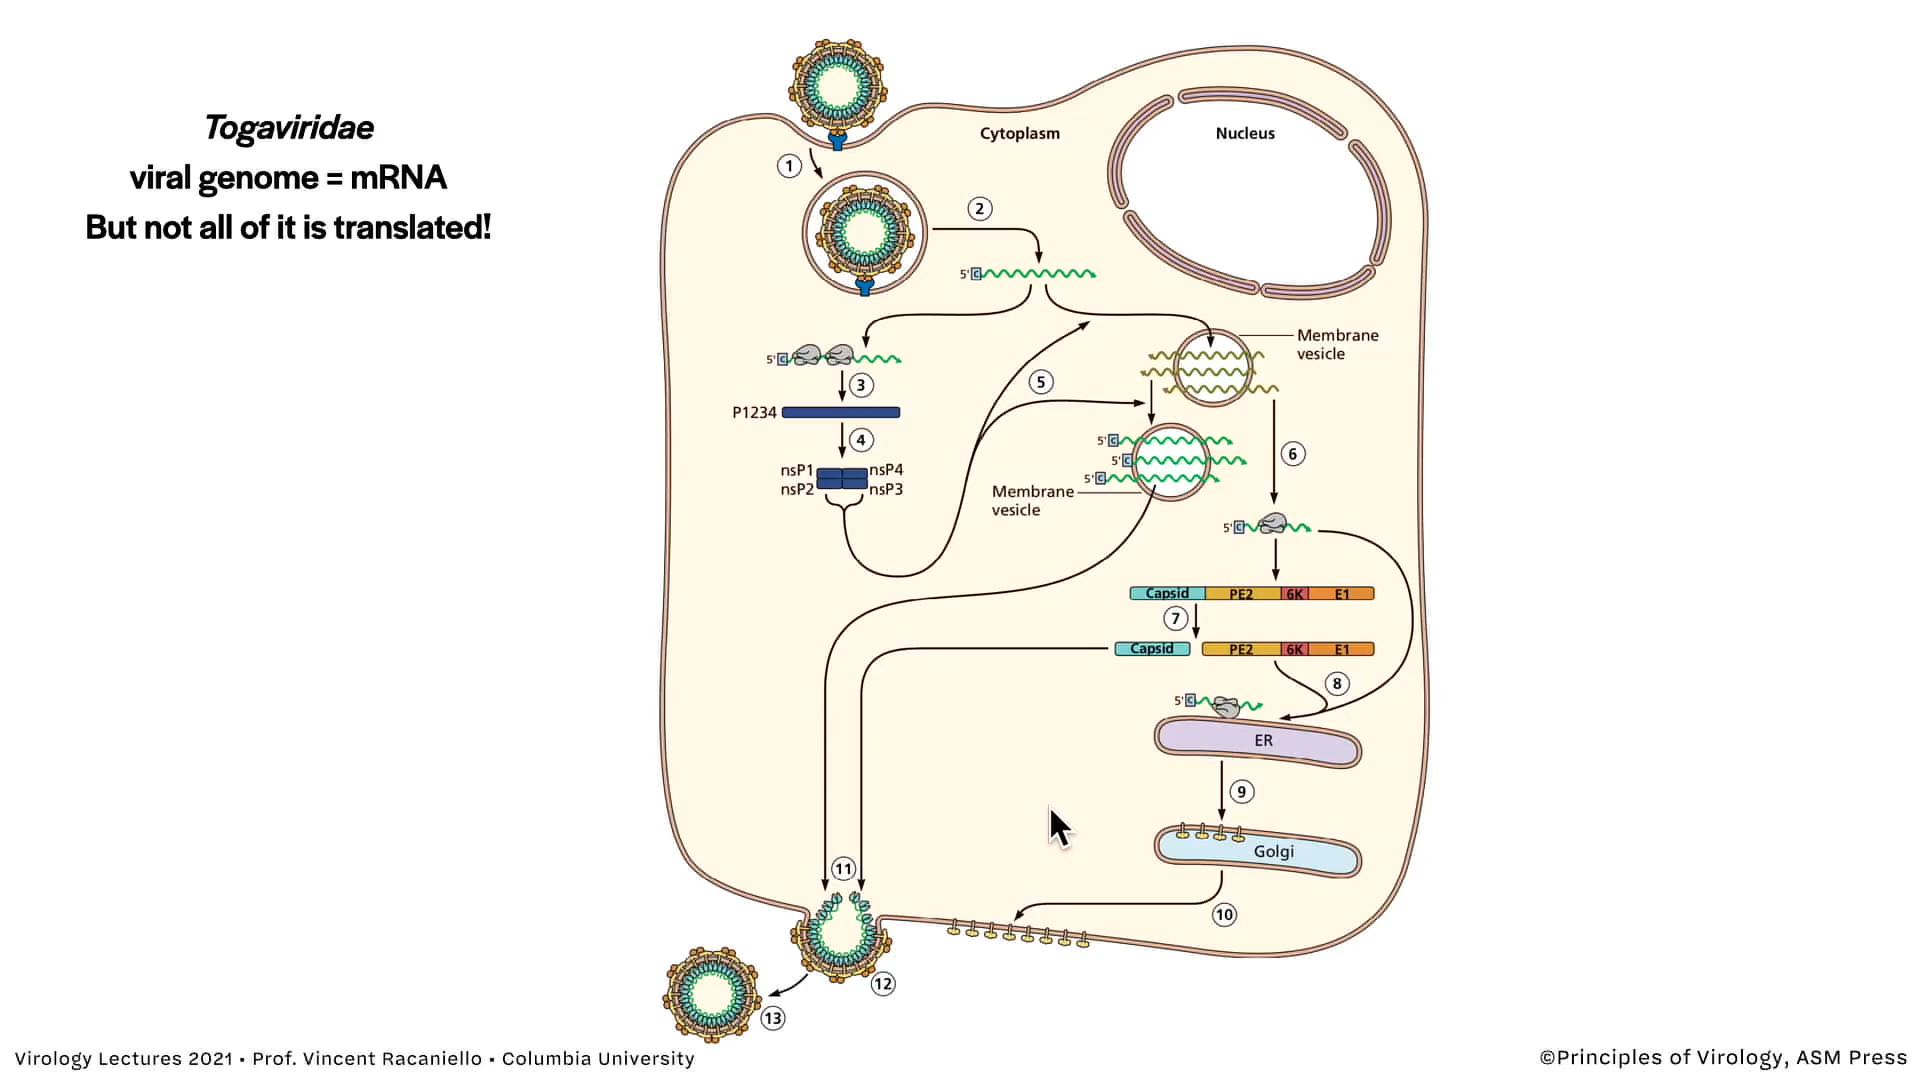 Togaviridae
viral genome = mRNA
But not all of it is translated!
Cytoplasm
Nucleus
1
2
5'C
Membrane
vesicle
5'C
3
5
P1234
4
5'C
5'C
5'C
6
nsP1
nsP4
nsP2
nsP3
Membrane
vesicle
5'C
Capsid PE2 6K E1
7
Capsid PE2 6K E1
8
5'C
ER
9
Golgi
11
10
12
13
Virology Lectures 2021 • Prof. Vincent Racaniello • Columbia University
©Principles of Virology, ASM Press